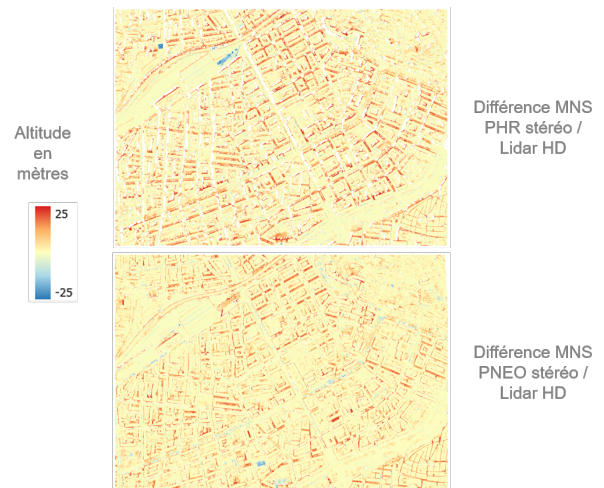 Différence MNS
PHR stéréo /
Lidar HD
Altitude
en
mètres
25
-25
Différence MNS
PNEO stéréo /
Lidar HD